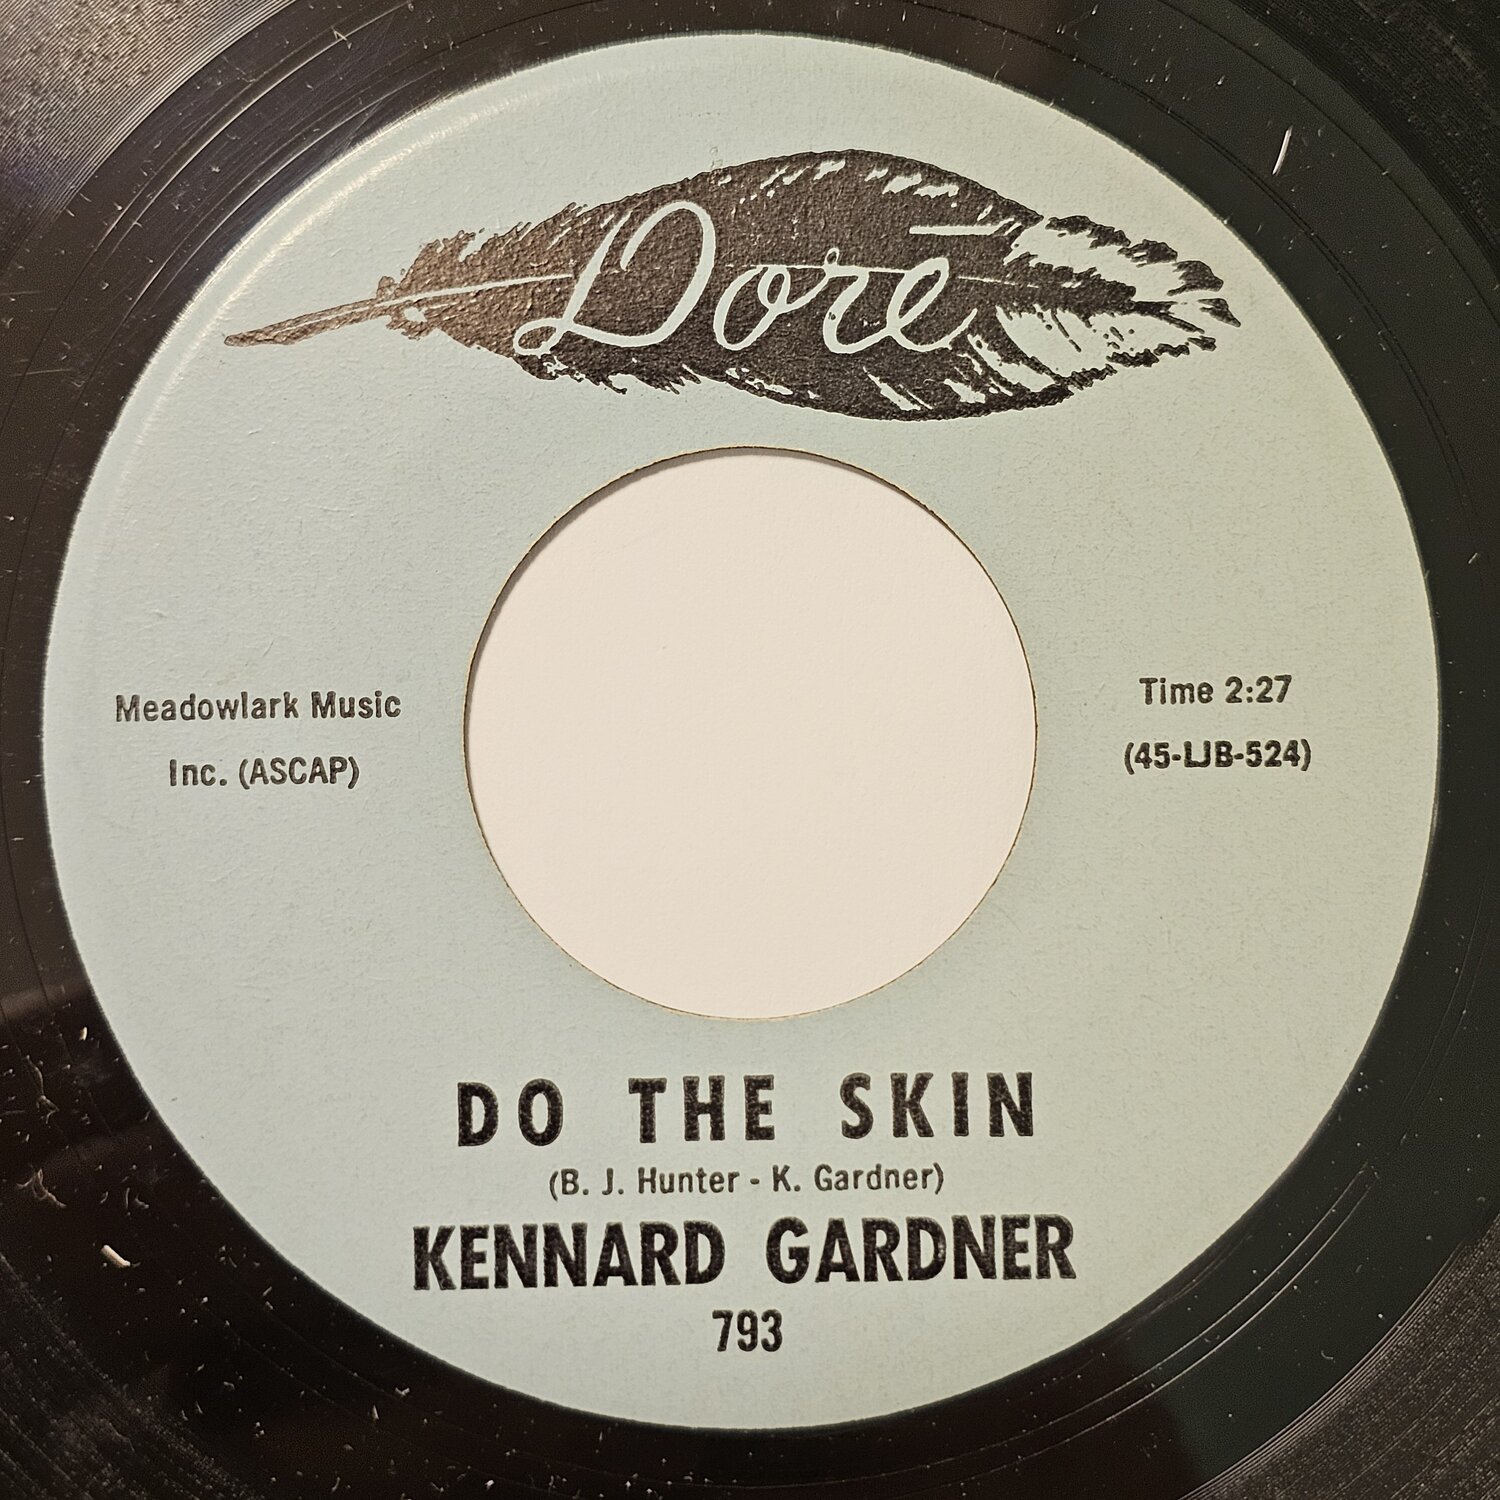 Doré
Meadowlark Music
Inc. (ASCAP)
Time 2:27
(45-LJB-524)
DO THE SKIN
(B. J. Hunter - K. Gardner)
KENNARD GARDNER
793